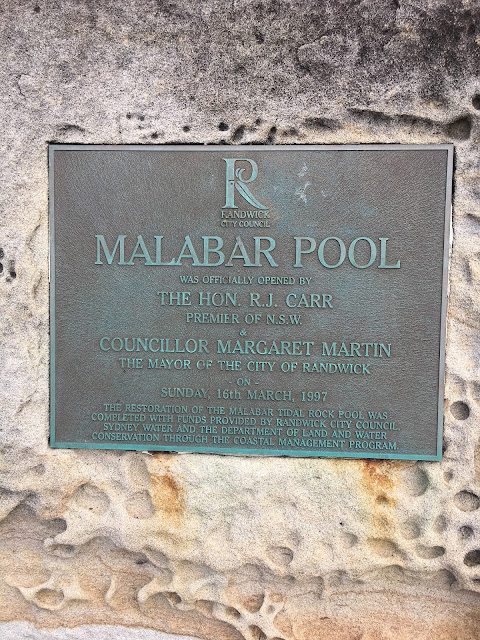 R
RANDWICK
CITY COUNCIL
MALABAR POOL
WAS OFFICIALLY OPENED BY
THE HON. R.J. CARR
PREMIER OF N.S.W.
&
COUNCILLOR MARGARET MARTIN
THE MAYOR OF THE CITY OF RANDWICK
- ON -
SUNDAY, 16th MARCH, 1997
THE RESTORATION OF THE MALABAR TIDAL ROCK POOL WAS
COMPLETED WITH FUNDS PROVIDED BY RANDWICK CITY COUNCIL
SYDNEY WATER AND THE DEPARTMENT OF LAND AND WATER
CONSERVATION THROUGH THE COASTAL MANAGEMENT PROGRAM